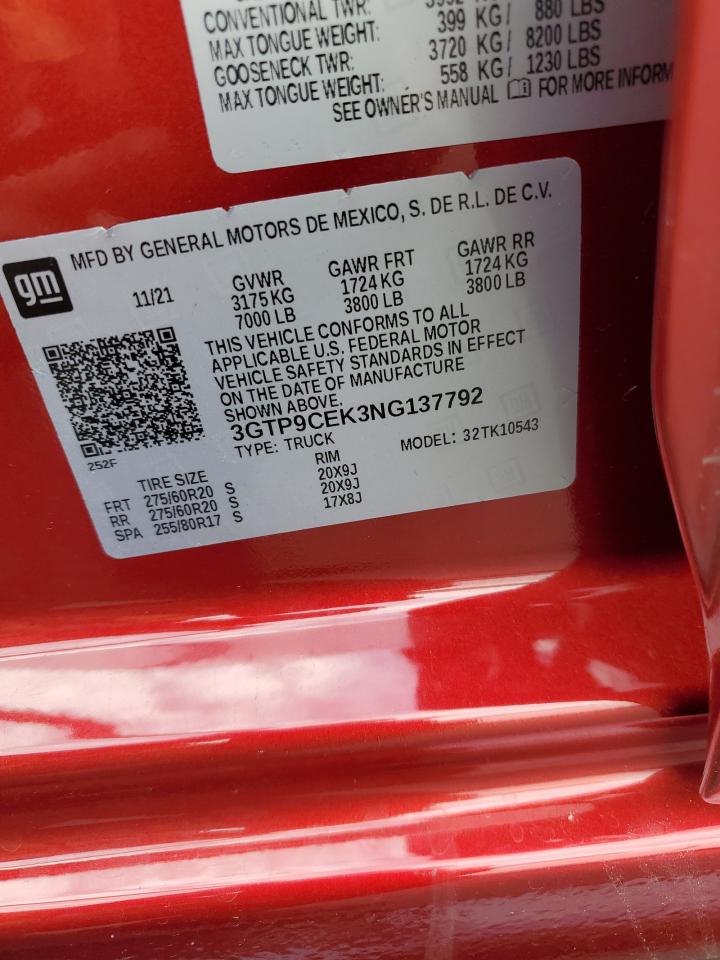 CONVENTIONAL TWR:
399 KG/ 880 LBS
MAX TONGUE WEIGHT:
3720 KG/ 8200 LBS
GOOSENECK TWR:
558 KG/ 1230 LBS
MAX TONGUE WEIGHT:
SEE OWNER'S MANUAL FOR MORE INFORM
gm
MFD BY GENERAL MOTORS DE MEXICO, S. DE R.L. DE C.V.
11/21 GVWR GAWR FRT GAWR RR
3175 KG 1724 KG 1724 KG
7000 LB 3800 LB 3800 LB
THIS VEHICLE CONFORMS TO ALL
APPLICABLE U.S. FEDERAL MOTOR
VEHICLE SAFETY STANDARDS IN EFFECT
ON THE DATE OF MANUFACTURE
SHOWN ABOVE.
3GTP9CEK3NG137792
TYPE: TRUCK MODEL: 32TK10543
252F
TIRE SIZE RIM
FRT 275/60R20 S 20X9J
RR 275/60R20 S 20X9J
SPA 255/80R17 S 17X8J